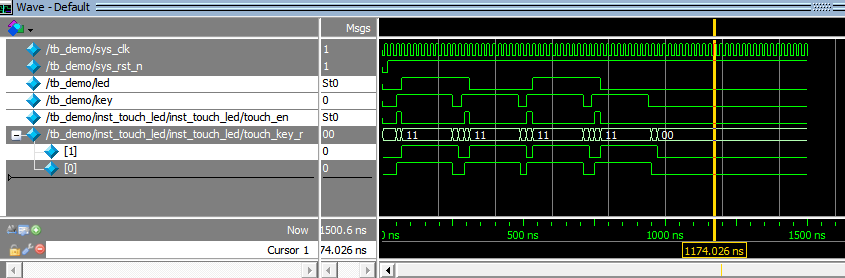 Wave - Default
Msgs
/tb_demo/sys_clk 1
/tb_demo/sys_rst_n 1
/tb_demo/led St0
/tb_demo/key 0
/tb_demo/inst_touch_led/inst_touch_led/touch_en St0
/tb_demo/inst_touch_led/inst_touch_led/touch_key_r 00 11 11 11 11 00
[1] 0
[0] 0
Now 1500.6 ns 0 ns 500 ns 1000 ns 1500 ns
Cursor 1 74.026 ns 1174.026 ns